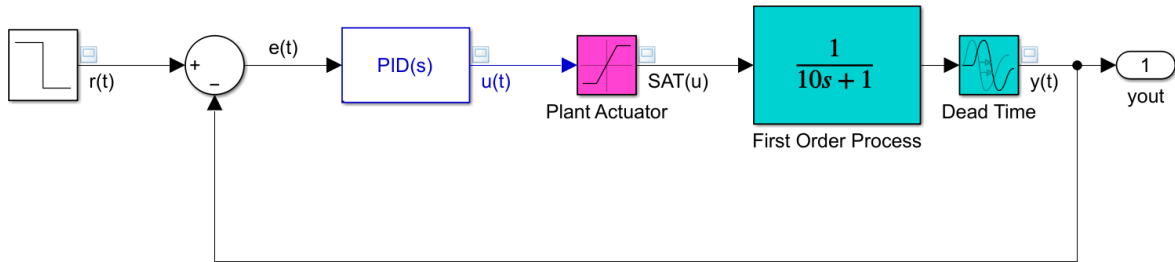 r(t)
+
−
e(t)
PID(s)
u(t)
Plant Actuator
SAT(u)
1
10s + 1
First Order Process
Dead Time
y(t)
1
yout